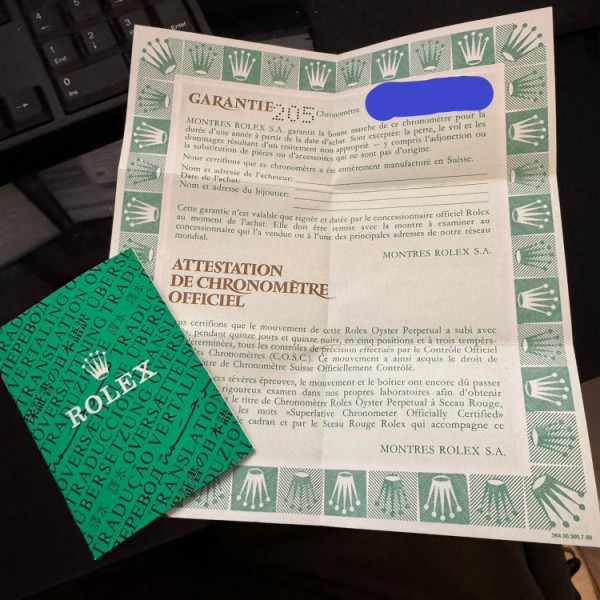 GARANTIE 205 Chronomètre
MONTRES ROLEX S.A. garantit la bonne marche de ce chronomètre pour la
durée d'une année à partir de la date d'achat. Sont exceptés: la perte, le vol et les
dommages résultant d'un traitement non approprié – y compris l'adjonction ou
la substitution de pièces ou d'accessoires qui ne sont pas d'origine.
Nous certifions que ce chronomètre a été entièrement manufacturé en Suisse.
Nom et adresse de l'acheteur:
Date de l'achat:
Nom et adresse du bijoutier:
Cette garantie n'est valable que signée et datée par le concessionnaire officiel Rolex
au moment de l'achat. Elle doit être remise avec la montre à examiner au
concessionnaire qui l'a vendue ou à l'une des principales adresses de notre réseau
mondial.
MONTRES ROLEX S.A.
ATTESTATION
DE CHRONOMÈTRE
OFFICIEL
certifions que le mouvement de cette Rolex Oyster Perpetual a subi avec
pendant quinze jours et quinze nuits, en cinq positions et à trois tempéra-
déterminées, tous les contrôles de précision effectués par le Contrôle Officiel
des Chronomètres (C.O.S.C.). Ce mouvement a ainsi acquis le droit de
titre de Chronomètre Suisse Officiellement Contrôlé.
ces sévères épreuves, le mouvement et le boîtier ont encore dû passer
rigoureux examen dans nos propres laboratoires afin d'obtenir
le titre de Chronomètre Rolex Oyster Perpetual à Sceau Rouge,
les mots «Superlative Chronometer Officially Certified»
cadran et par le Sceau Rouge Rolex qui accompagne ce
MONTRES ROLEX S.A.
564.00.300.7.88
ROLEX